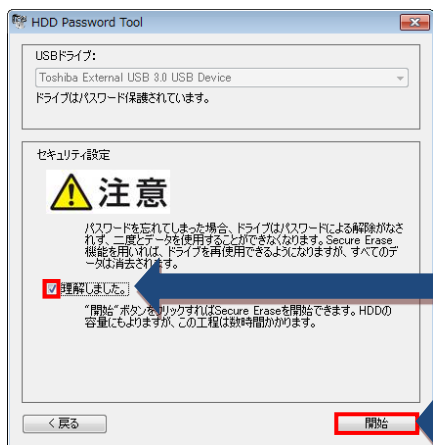 HDD Password Tool
USBドライブ:
Toshiba External USB 3.0 USB Device
ドライブはパスワード保護されています。
セキュリティ設定
注意
パスワードを忘れてしまった場合、ドライブはパスワードによる解除がなさ
れず、二度とデータを使用することができなくなります。Secure Erase
機能を用いれば、ドライブを再使用できるようになりますが、すべてのデ
ータは消去されます。
理解しました。
"開始"ボタンをクリックすればSecure Eraseを開始できます。HDDの
容量にもよりますが、この工程は数時間かかります。
< 戻る
開始